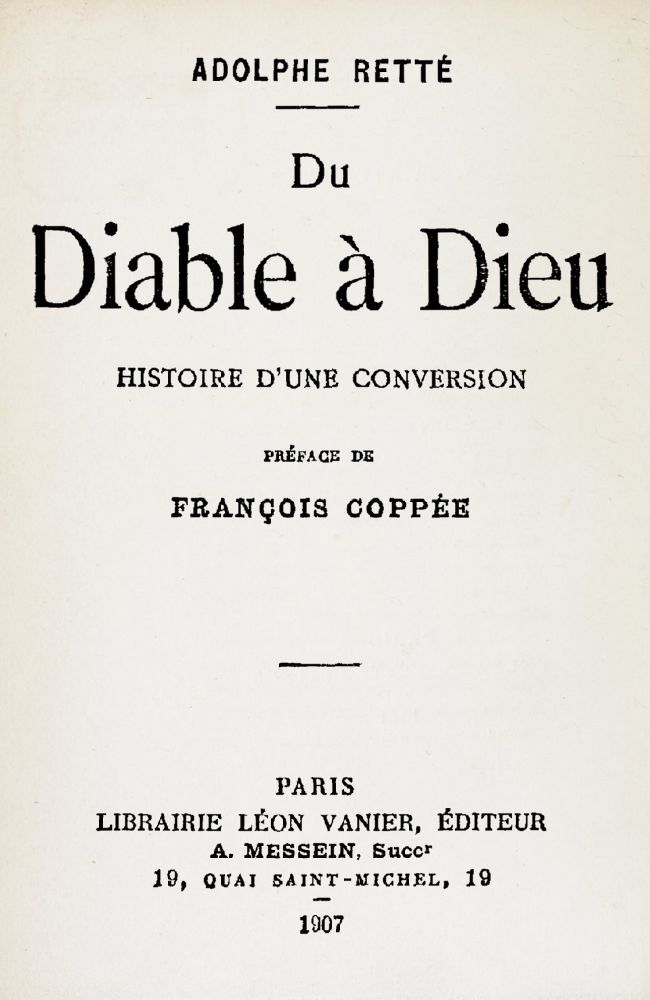 ADOLPHE RETTÉ
Du
Diable à Dieu
HISTOIRE D'UNE CONVERSION
PRÉFACE DE
FRANÇOIS COPPÉE
PARIS
LIBRAIRIE LÉON VANIER, ÉDITEUR
A. MESSEIN, Succr
19, QUAI SAINT-MICHEL, 19
1907